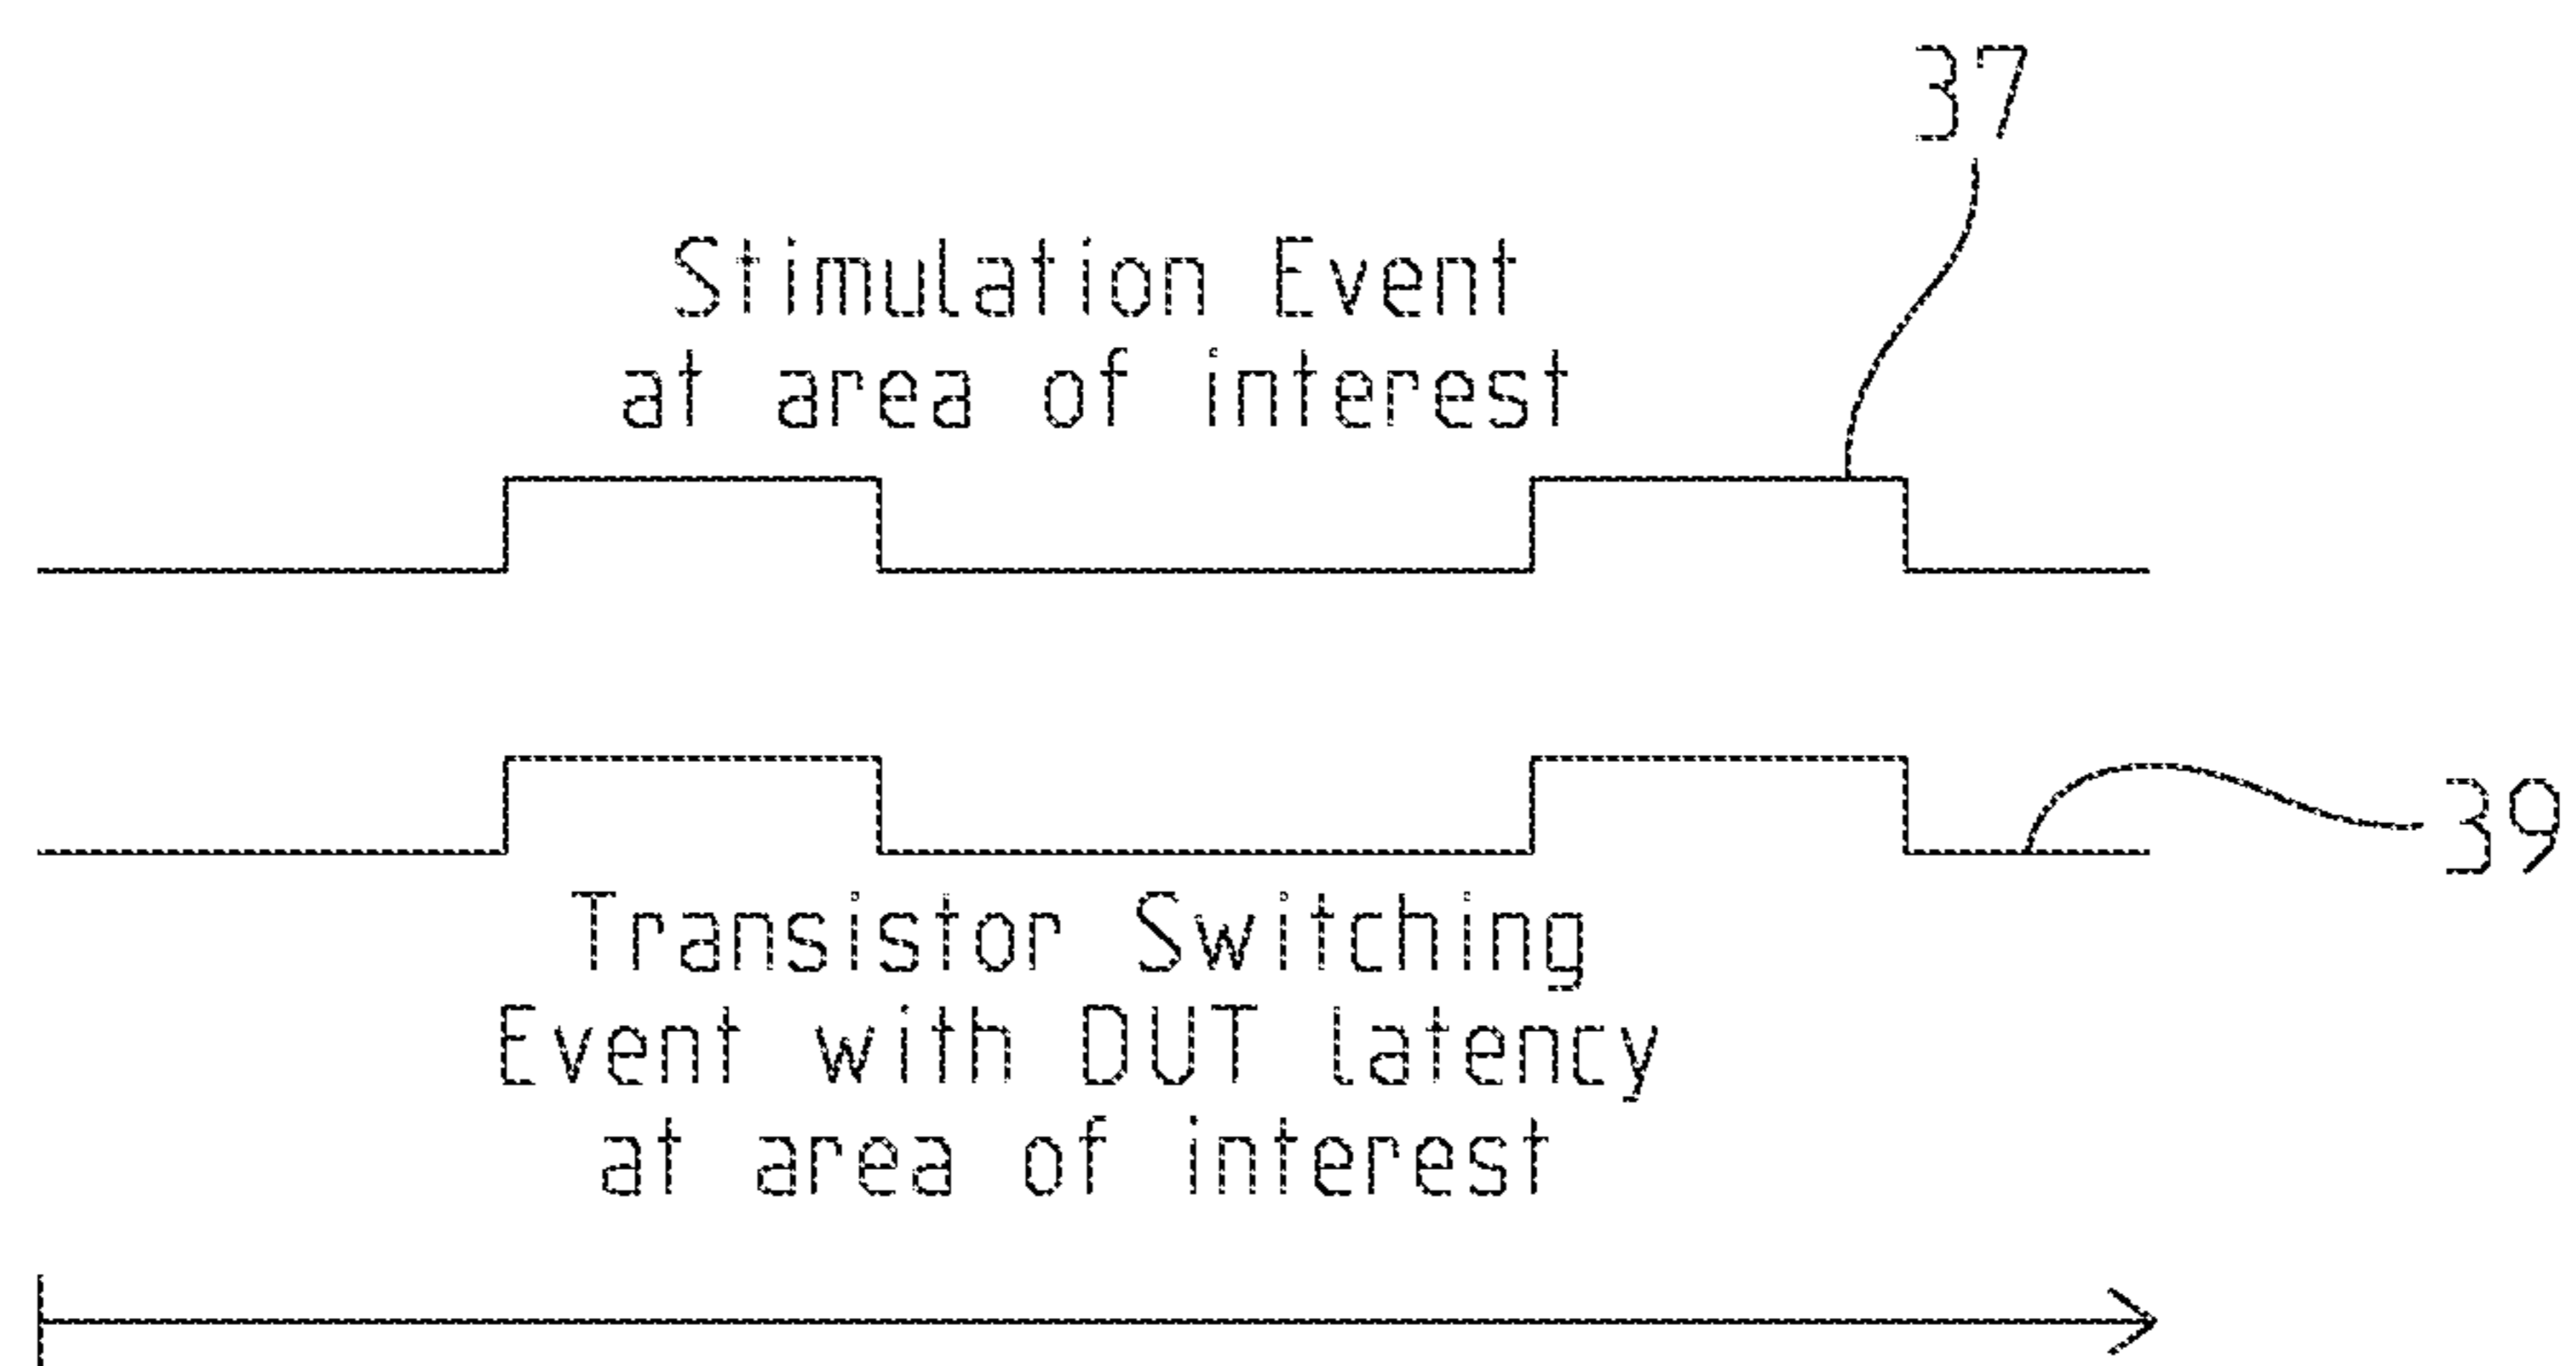 37
Stimulation Event
at area of interest
39
Transistor Switching
Event with DUT latency
at area of interest